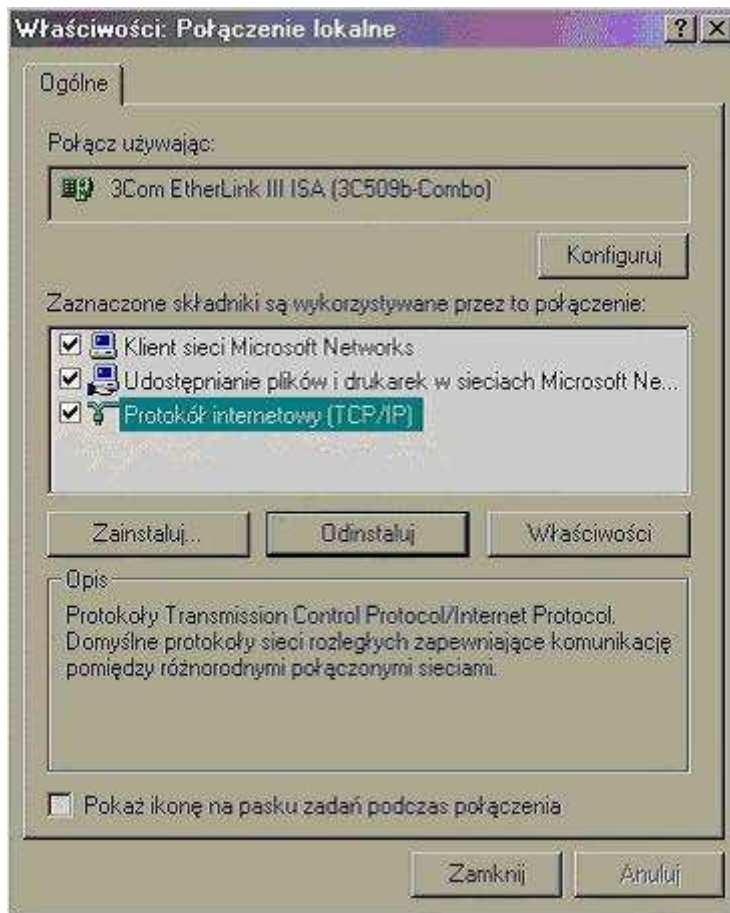 Właściwości: Połączenie lokalne
Ogólne
Połącz używając:
3Com EtherLink III ISA (3C509b-Combo)
Konfiguruj
Zaznaczone składniki są wykorzystywane przez to połączenie:
Klient sieci Microsoft Networks
Udostępnianie plików i drukarek w sieciach Microsoft Ne...
Protokół internetowy (TCP/IP)
Zainstaluj... Odinstaluj Właściwości
Opis
Protokoły Transmission Control Protocol/Internet Protocol.
Domyślne protokoły sieci rozległych zapewniające komunikację
pomiędzy różnorodnymi połączonymi sieciami.
Pokaż ikonę na pasku zadań podczas połączenia
Zamknij Anuluj